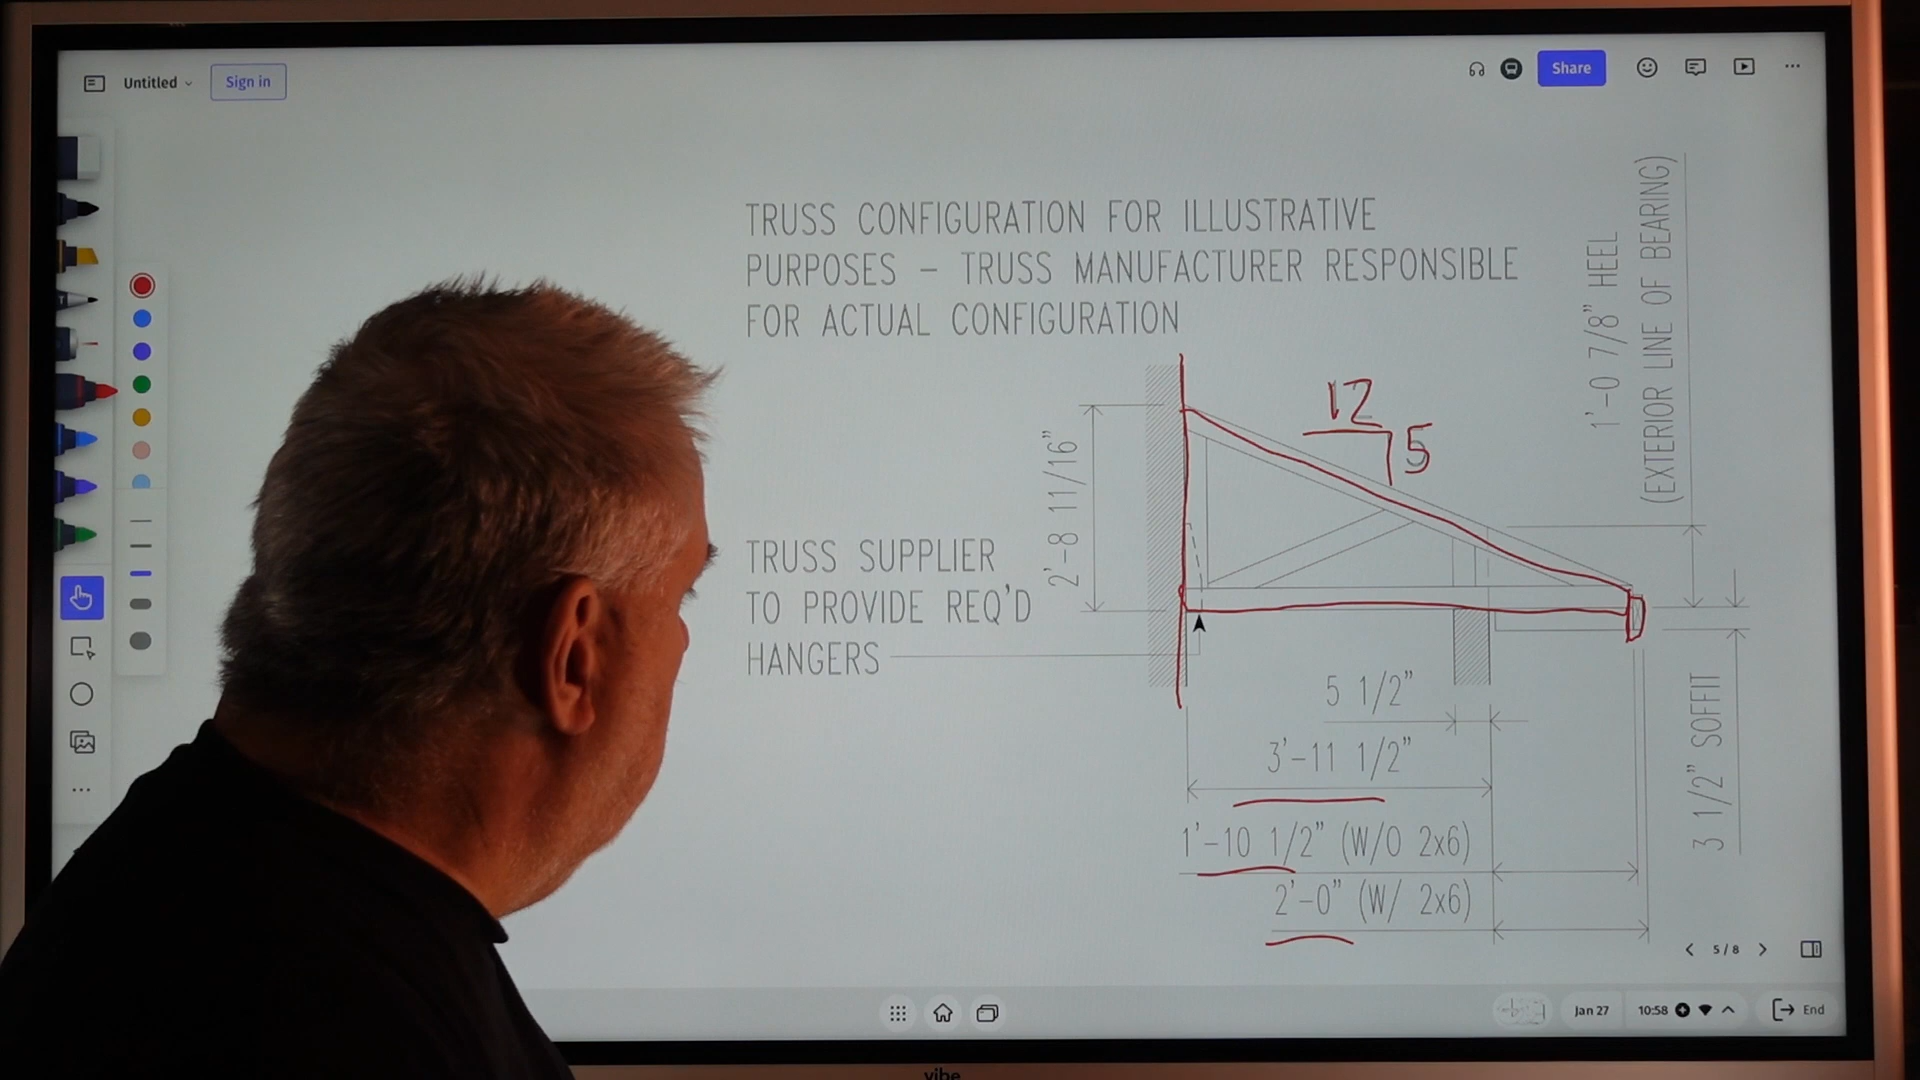 Untitled
Sign in
Share
TRUSS CONFIGURATION FOR ILLUSTRATIVE
PURPOSES – TRUSS MANUFACTURER RESPONSIBLE
FOR ACTUAL CONFIGURATION
1'-0 7/8" HEEL
(EXTERIOR LINE OF BEARING)
12
5
2'-8 11/16"
TRUSS SUPPLIER
TO PROVIDE REQ'D
HANGERS
5 1/2"
3'-11 1/2"
1'-10 1/2" (W/O 2x6)
2'-0" (W/ 2x6)
3 1/2" SOFFIT
5 / 8
Jan 27
10:58
End
vibe